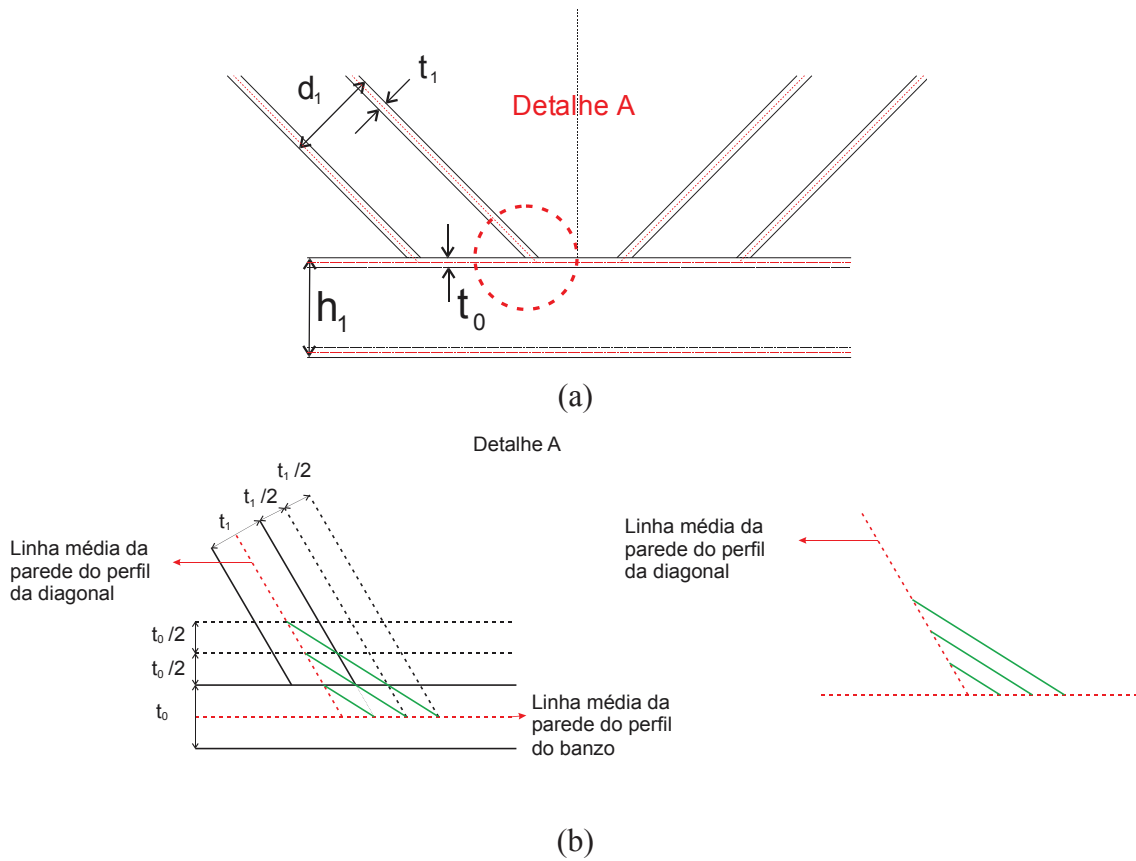 d₁
t₁
Detalhe A
h₁
t₀
(a)
Detalhe A
t₁ /2
t₁ /2
t₁
Linha média da
parede do perfil
da diagonal
t₀ /2
t₀ /2
t₀
Linha média da
parede do perfil
do banzo
Linha média da
parede do perfil
da diagonal
(b)